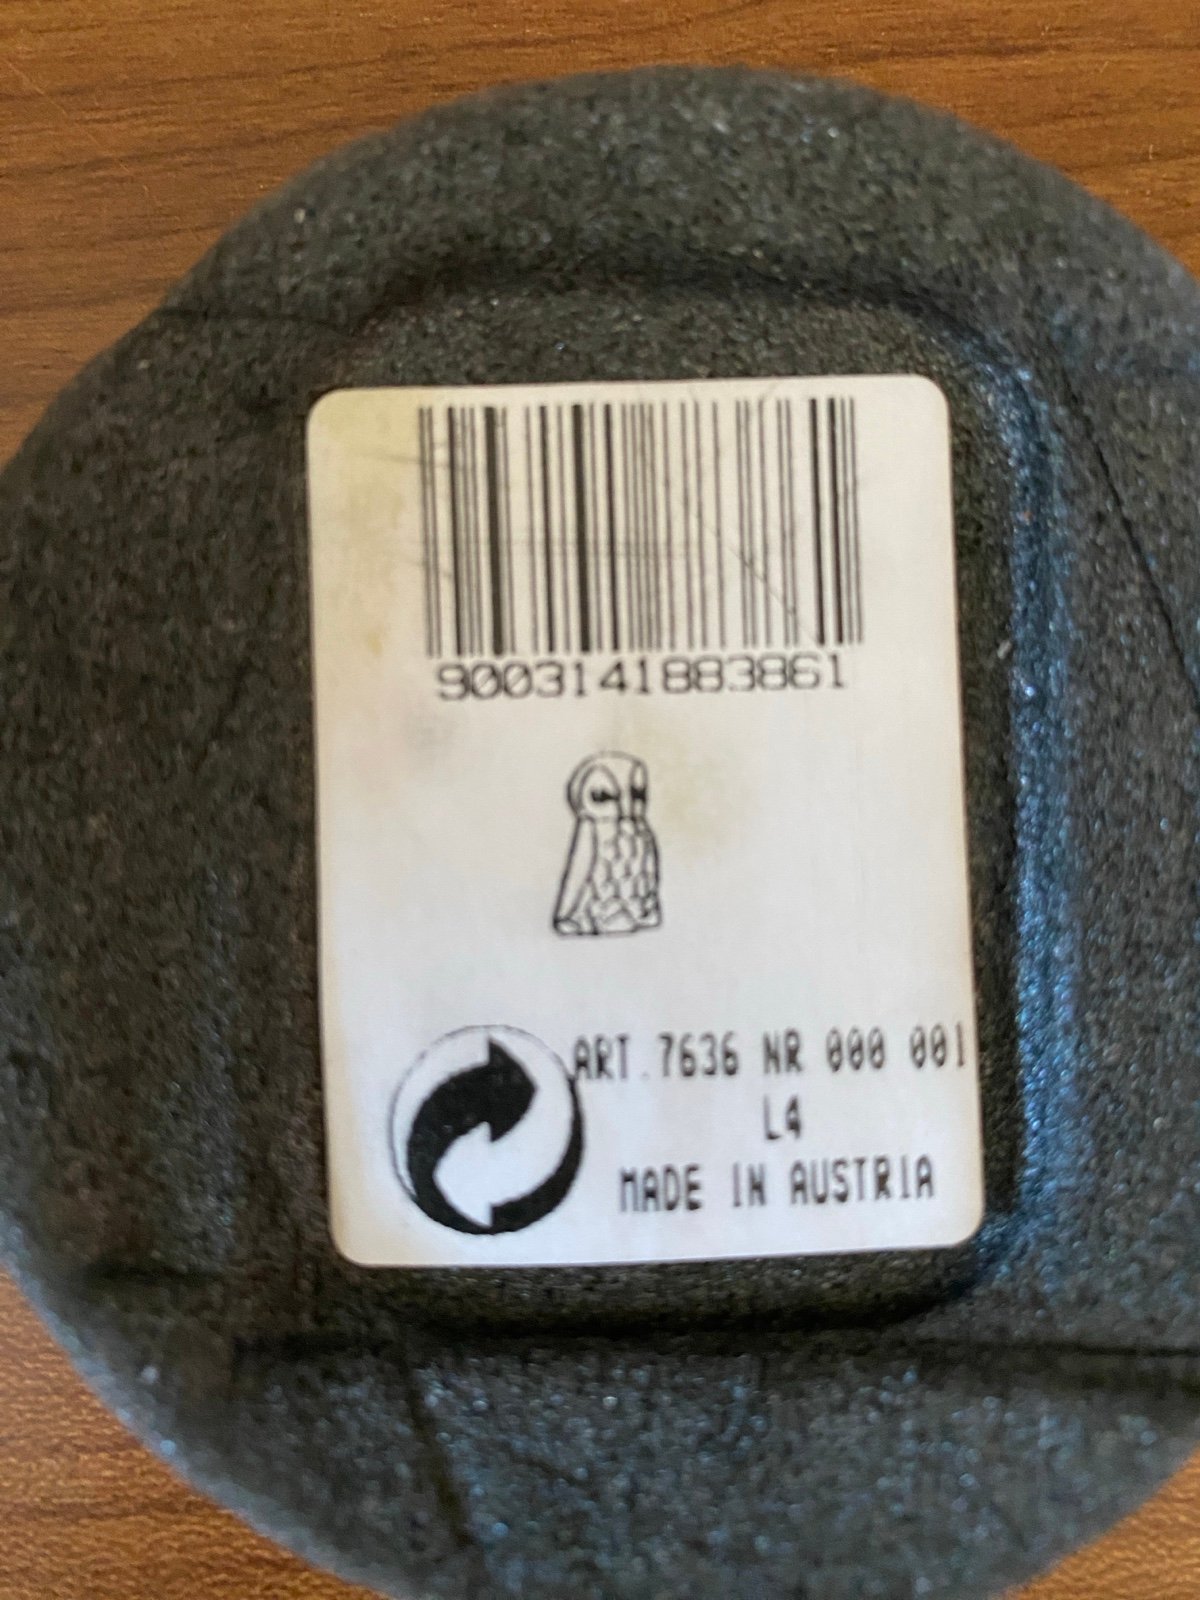 9003141883861
ART.7636 NR 000 001
L4
MADE IN AUSTRIA